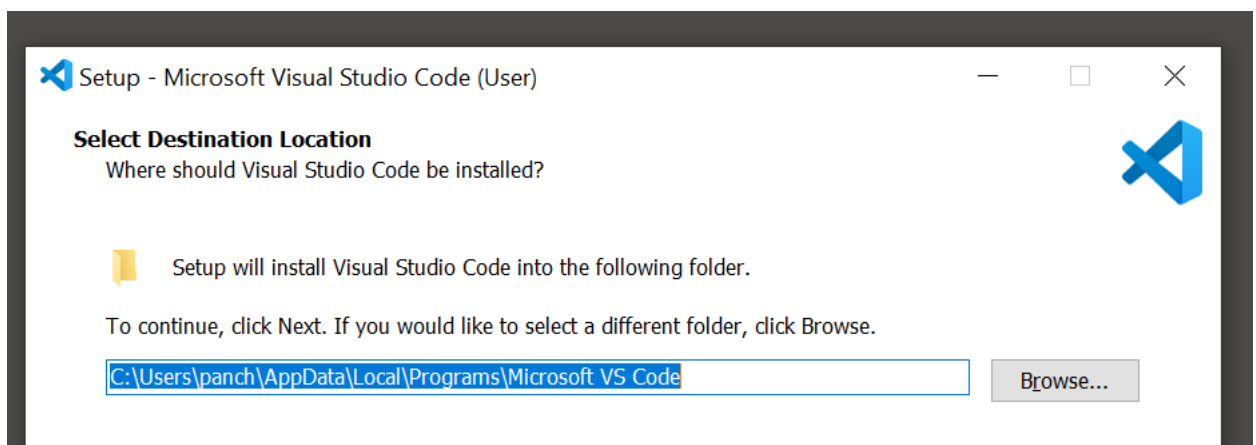 Setup - Microsoft Visual Studio Code (User)
Select Destination Location
Where should Visual Studio Code be installed?
Setup will install Visual Studio Code into the following folder.
To continue, click Next. If you would like to select a different folder, click Browse.
C:\Users\panch\AppData\Local\Programs\Microsoft VS Code
Browse...